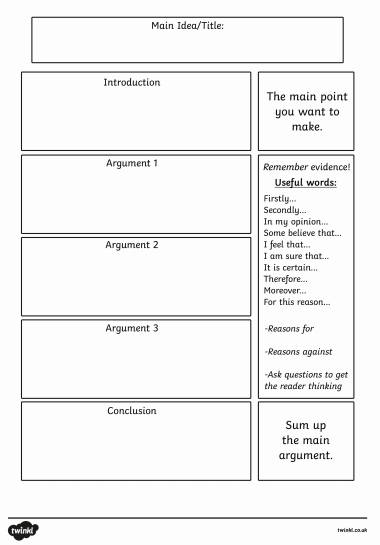 Main Idea/Title:
Introduction
The main point
you want to
make.
Argument 1
Remember evidence!
Useful words:
Firstly...
Secondly...
In my opinion...
Some believe that...
I feel that...
I am sure that...
It is certain...
Therefore...
Moreover...
For this reason...
-Reasons for
-Reasons against
-Ask questions to get
the reader thinking
Argument 2
Argument 3
Conclusion
Sum up
the main
argument.
twinkl
twinkl.co.uk